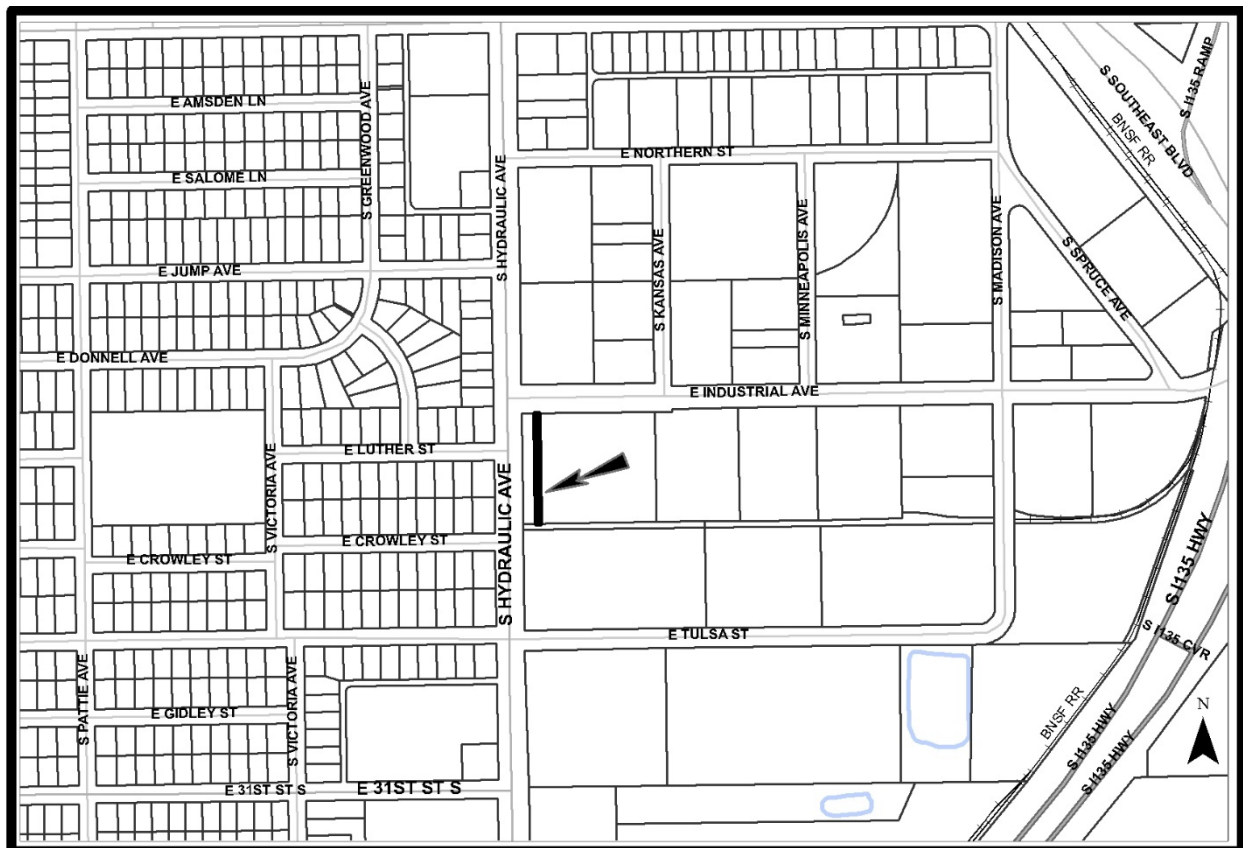 E AMSDEN LN
S GREENWOOD AVE
E SALOME LN
E JUMP AVE
E DONNELL AVE
S HYDRAULIC AVE
E NORTHERN ST
S KANSAS AVE
S MINNEAPOLIS AVE
S MADISON AVE
S SPRUCE AVE
S SOUTHEAST BLVD
BNSF RR
S I135 RAMP
E INDUSTRIAL AVE
E LUTHER ST
S VICTORIA AVE
E CROWLEY ST
E CROWLEY ST
S HYDRAULIC AVE
E TULSA ST
S I135 HWY
S I135 CVR
BNSF RR
S I135 HWY
S I135 HWY
N
S PATTIE AVE
E GIDLEY ST
S VICTORIA AVE
E 31ST ST S
E 31ST ST S